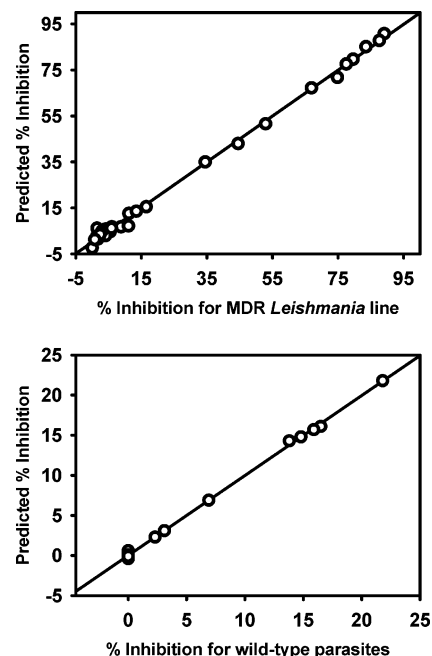 95
75
55
35
15
-5
Predicted % Inhibition
-5 15 35 55 75 95
% Inhibition for MDR Leishmania line
25
20
15
10
5
0
-5
Predicted % Inhibition
0 5 10 15 20 25
% Inhibition for wild-type parasites